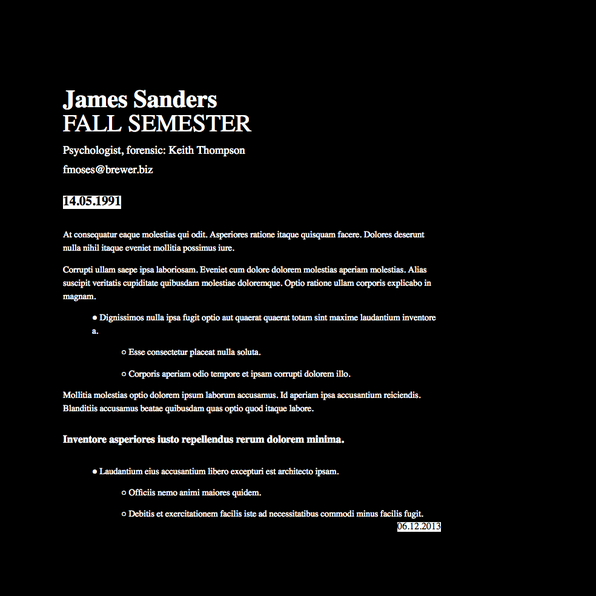 James Sanders
FALL SEMESTER
Psychologist, forensic: Keith Thompson
fmoses@brewer.biz
14.05.1991
At consequatur eaque molestias qui odit. Asperiores ratione itaque quisquam facere. Dolores deserunt
nulla nihil itaque eveniet mollitia possimus iure.
Corrupti ullam saepe ipsa laboriosam. Eveniet cum dolore dolorem molestias aperiam molestias. Alias
suscipit veritatis cupiditate quibusdam molestiae doloremque. Optio ratione ullam corporis explicabo in
magnam.
● Dignissimos nulla ipsa fugit optio aut quaerat quaerat totam sint maxime laudantium inventore
a.
○ Esse consectetur placeat nulla soluta.
○ Corporis aperiam odio tempore et ipsam corrupti dolorem illo.
Mollitia molestias optio dolorem ipsum laborum accusamus. Id aperiam ipsa accusantium reiciendis.
Blanditiis accusamus beatae quibusdam quas optio quod itaque labore.
Inventore asperiores iusto repellendus rerum dolorem minima.
● Laudantium eius accusantium libero excepturi est architecto ipsam.
○ Officiis nemo animi maiores quidem.
○ Debitis et exercitationem facilis iste ad necessitatibus commodi minus facilis fugit.
06.12.2013